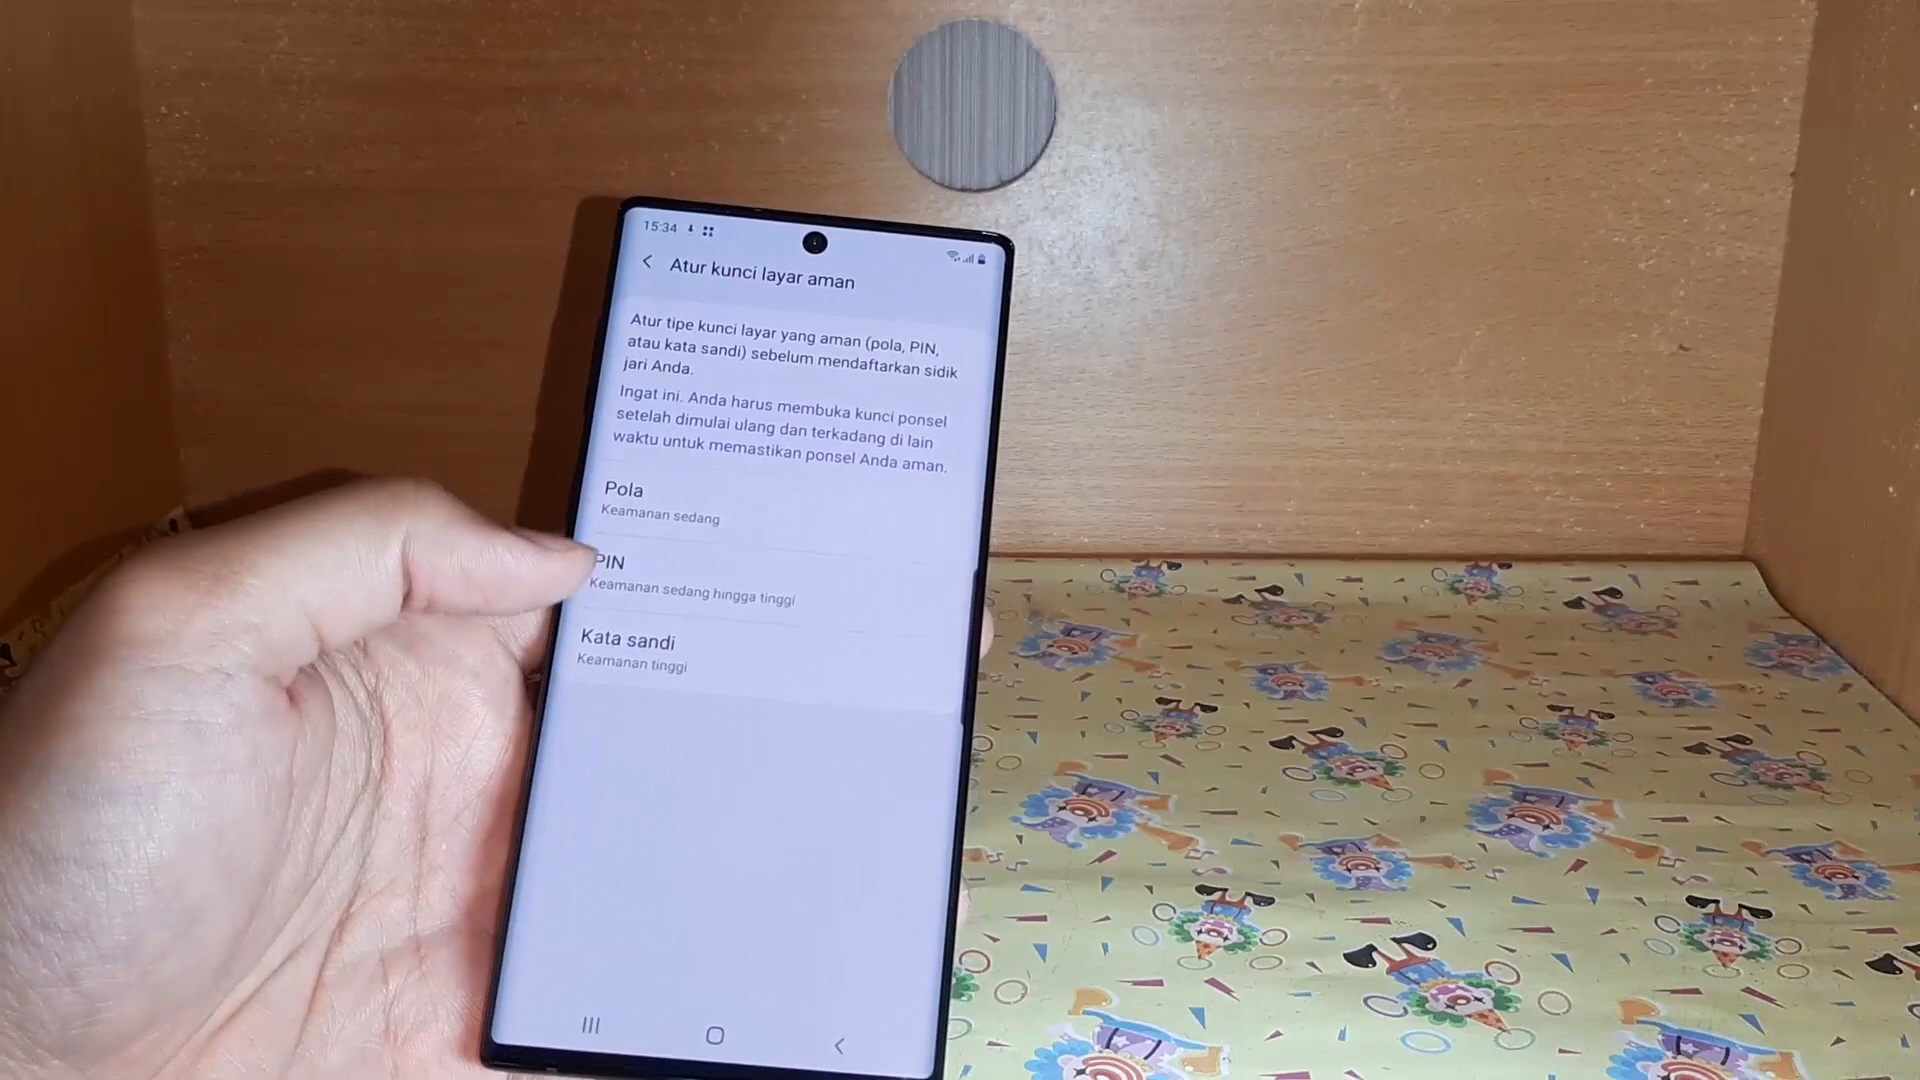 15:34
Atur kunci layar aman
Atur tipe kunci layar yang aman (pola, PIN,
atau kata sandi) sebelum mendaftarkan sidik
jari Anda.
Ingat ini. Anda harus membuka kunci ponsel
setelah dimulai ulang dan terkadang di lain
waktu untuk memastikan ponsel Anda aman.
Pola
Keamanan sedang
PIN
Keamanan sedang hingga tinggi
Kata sandi
Keamanan tinggi